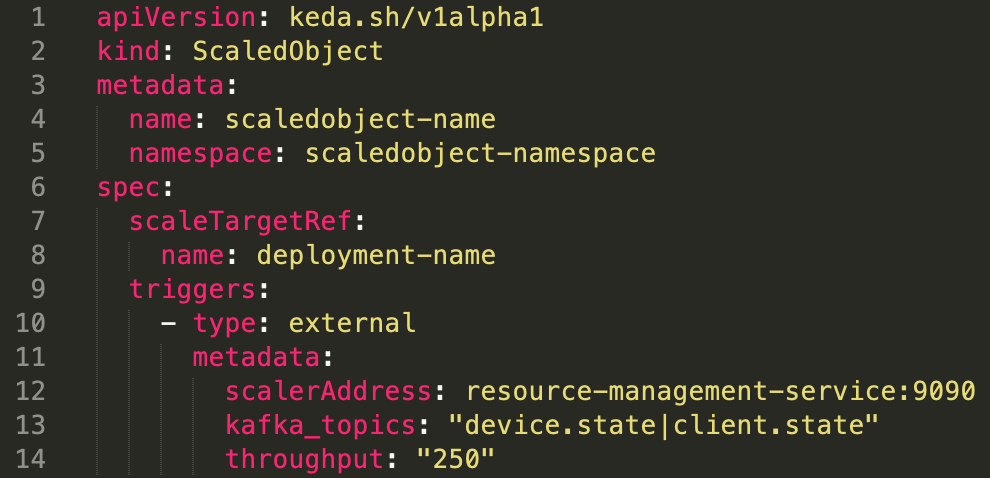 1 apiVersion: keda.sh/v1alpha1
2 kind: ScaledObject
3 metadata:
4   name: scaledobject-name
5   namespace: scaledobject-namespace
6 spec:
7   scaleTargetRef:
8     name: deployment-name
9   triggers:
10     - type: external
11       metadata:
12         scalerAddress: resource-management-service:9090
13         kafka_topics: "device.state|client.state"
14         throughput: "250"